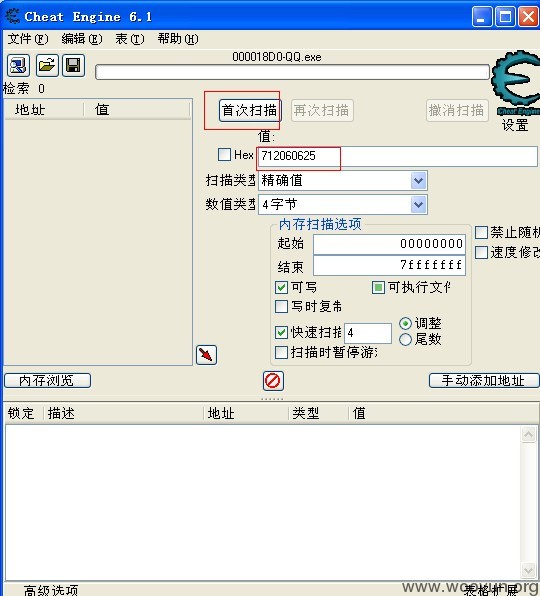 Cheat Engine 6.1
文件(F) 编辑(E) 表(T) 帮助(H)
000018D0-QQ.exe
检索 0
地址 值
首次扫描 再次扫描 撤消扫描
Cheat Engine
设置
值:
Hex 712060625
扫描类型 精确值
数值类型 4字节
内存扫描选项
起始 00000000
结束 7fffffff
可写 可执行文件
写时复制
快速扫描 4 调整
尾数
扫描时暂停游
禁止随机
速度修改
内存浏览 手动添加地址
锁定 描述 地址 类型 值
高级选项 表格扩展
www.wooyun.org